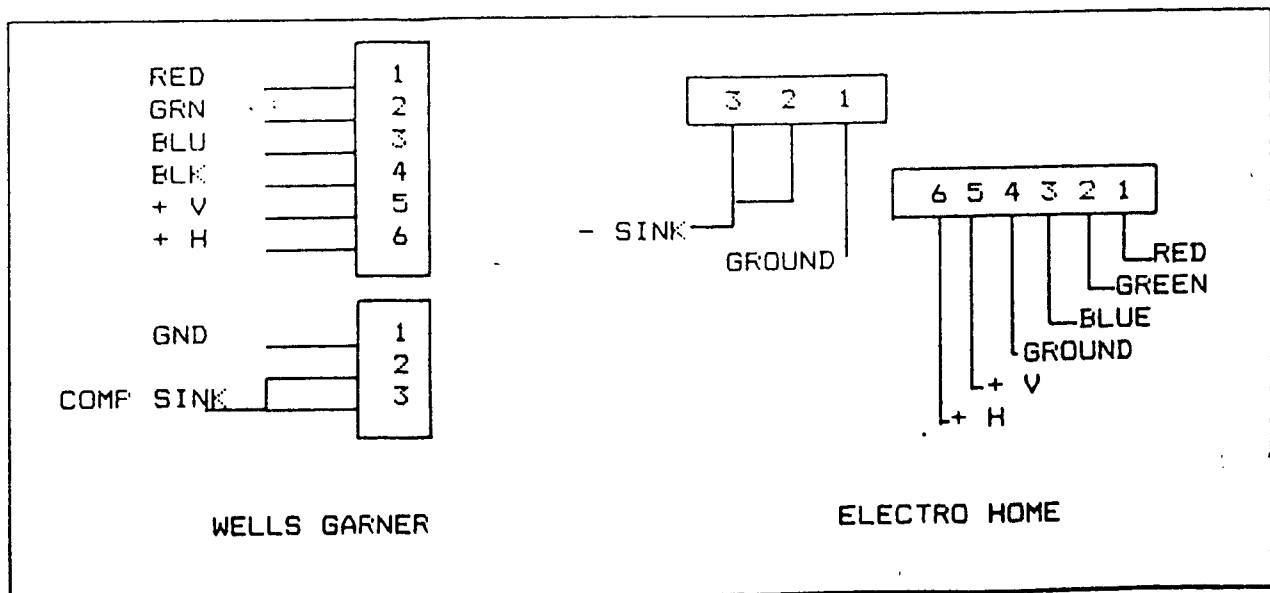 RED 1
GRN 2
BLU 3
BLK 4
+ V 5
+ H 6
GND 1
2
COMP SINK 3
WELLS GARNER
3 2 1
- SINK
GROUND
6 5 4 3 2 1
RED
GREEN
BLUE
GROUND
+ V
+ H
ELECTRO HOME